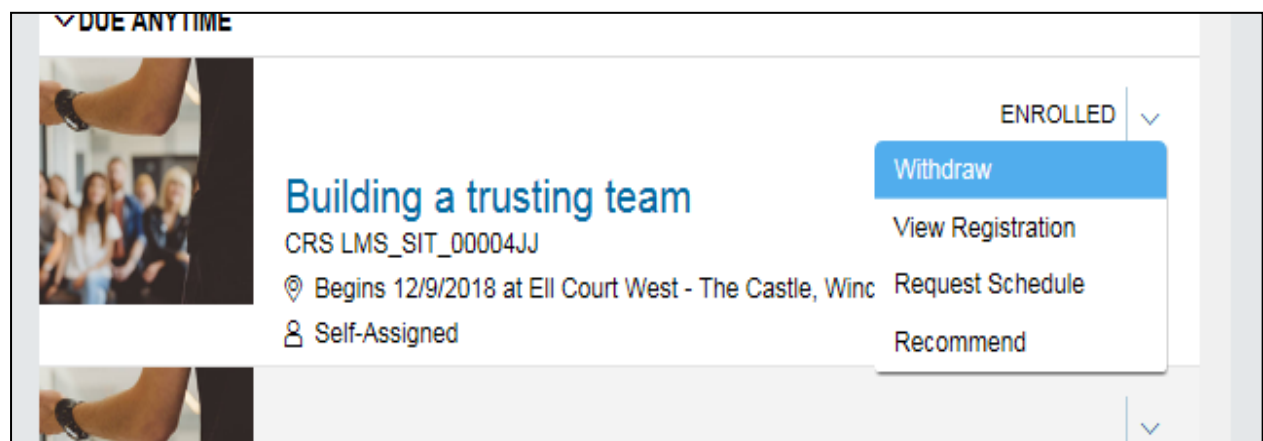 DUE ANYTIME
ENROLLED
Withdraw
Building a trusting team
View Registration
CRS LMS_SIT_00004JJ
Begins 12/9/2018 at Ell Court West - The Castle, Winc
Request Schedule
Self-Assigned
Recommend